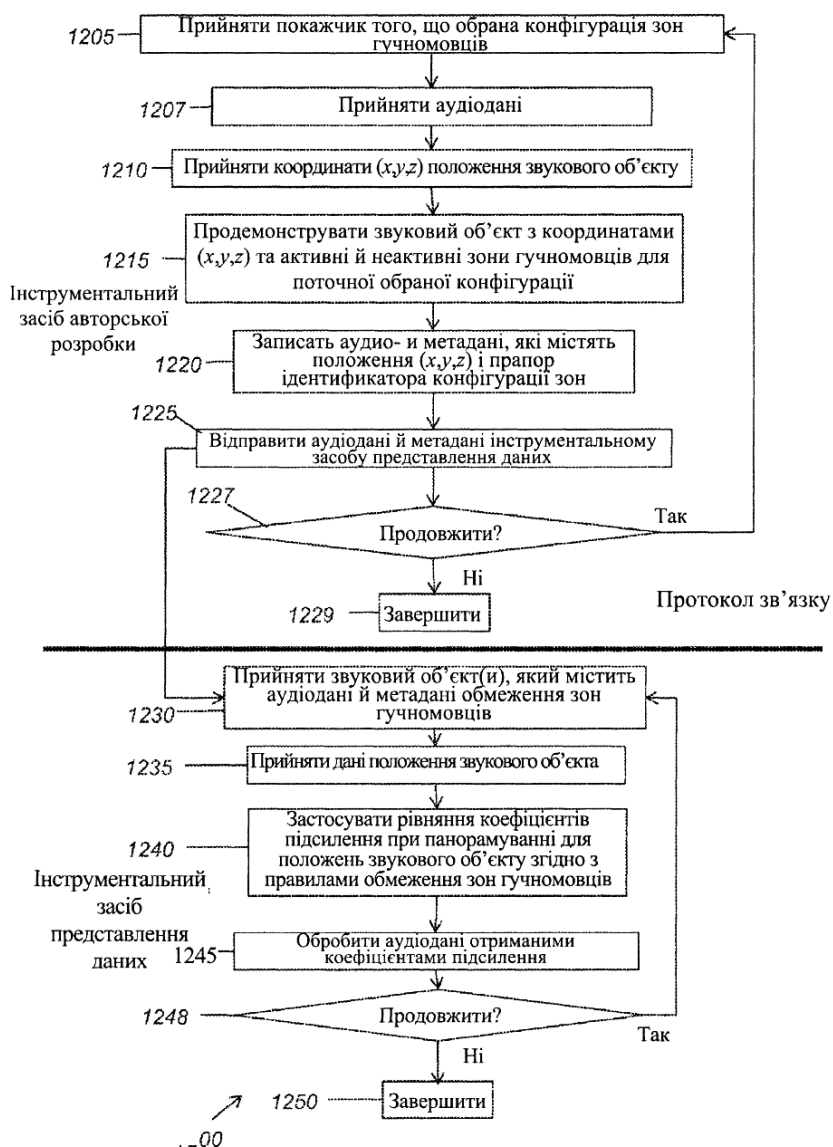 1205
Прийняти покажчик того, що обрана конфігурація зон
гучномовців
1207
Прийняти аудіодані
1210
Прийняти координати (x,y,z) положення звукового об’єкту
1215
Продемонструвати звуковий об’єкт з координатами
(x,y,z) та активні й неактивні зони гучномовців для
поточної обраної конфігурації
Інструментальний
засіб авторської
розробки
1220
Записать аудио- и метадані, які містять
положення (x,y,z) і прапор
ідентификатора конфігурації зон
1225
Відправити аудіодані й метадані інструментальному
засобу представлення даних
1227
Продовжити?
Так
Ні
1229
Завершити
Протокол зв’язку
Прийняти звуковий об’єкт(и), який містить
аудіодані й метадані обмеження зон
гучномовців
1230
1235
Прийняти дані положення звукового об’єкта
1240
Застосувати рівняння коефіцієнтів
підсилення при панорамуванні для
положень звукового об’єкту згідно з
правилами обмеження зон гучномовців
Інструментальний
засіб
представлення
даних
1245
Обробити аудіодані отриманими
коефіцієнтами підсилення
1248
Продовжити?
Так
Ні
1250
Завершити